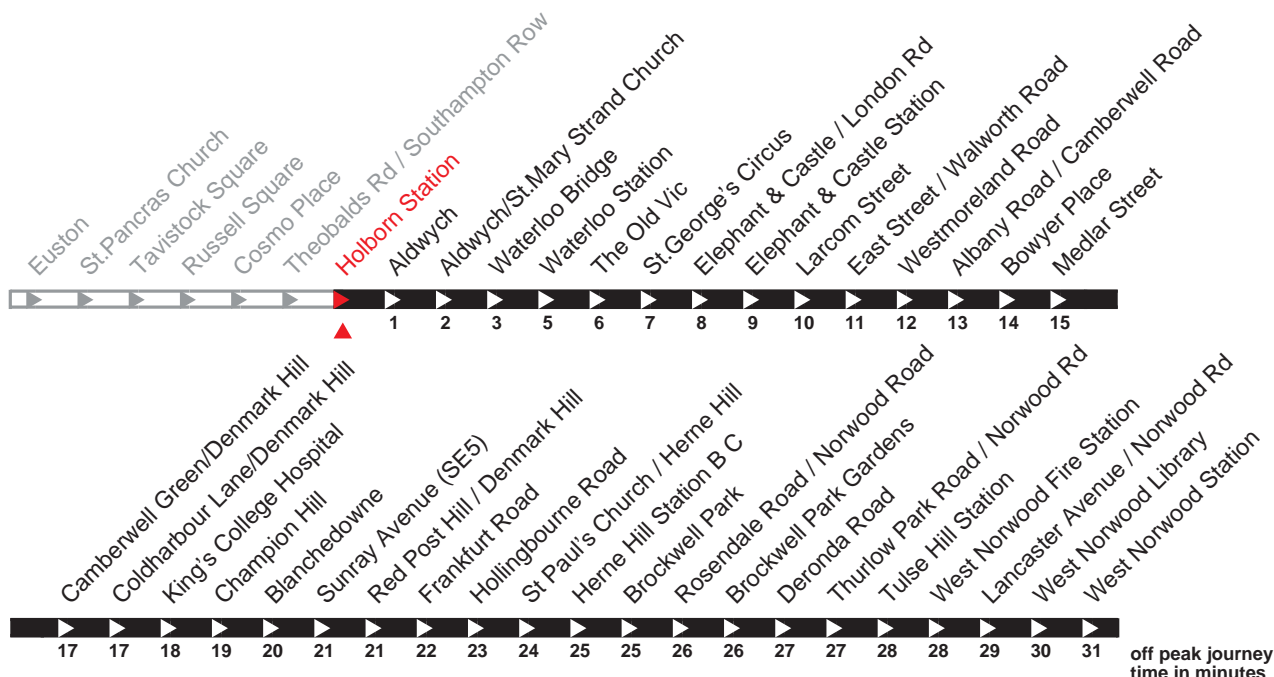 Euston
St.Pancras Church
Tavistock Square
Russell Square
Cosmo Place
Theobalds Rd / Southampton Row
Holborn Station
Aldwych
Aldwych/St.Mary Strand Church
Waterloo Bridge
Waterloo Station
The Old Vic
St.George's Circus
Elephant & Castle / London Rd
Elephant & Castle Station
Larcom Street
East Street / Walworth Road
Westmoreland Road
Albany Road / Camberwell Road
Bowyer Place
Medlar Street
1 2 3 5 6 7 8 9 10 11 12 13 14 15
Camberwell Green/Denmark Hill
Coldharbour Lane/Denmark Hill
King's College Hospital
Champion Hill
Blanchedowne
Sunray Avenue (SE5)
Red Post Hill / Denmark Hill
Frankfurt Road
Hollingbourne Road
St Paul's Church / Herne Hill
Herne Hill Station B C
Brockwell Park
Rosendale Road / Norwood Road
Brockwell Park Gardens
Deronda Road
Thurlow Park Road / Norwood Rd
Tulse Hill Station
West Norwood Fire Station
Lancaster Avenue / Norwood Rd
West Norwood Library
West Norwood Station
17 17 18 19 20 21 21 22 23 24 25 25 26 26 27 27 28 28 29 30 31
off peak journey
time in minutes